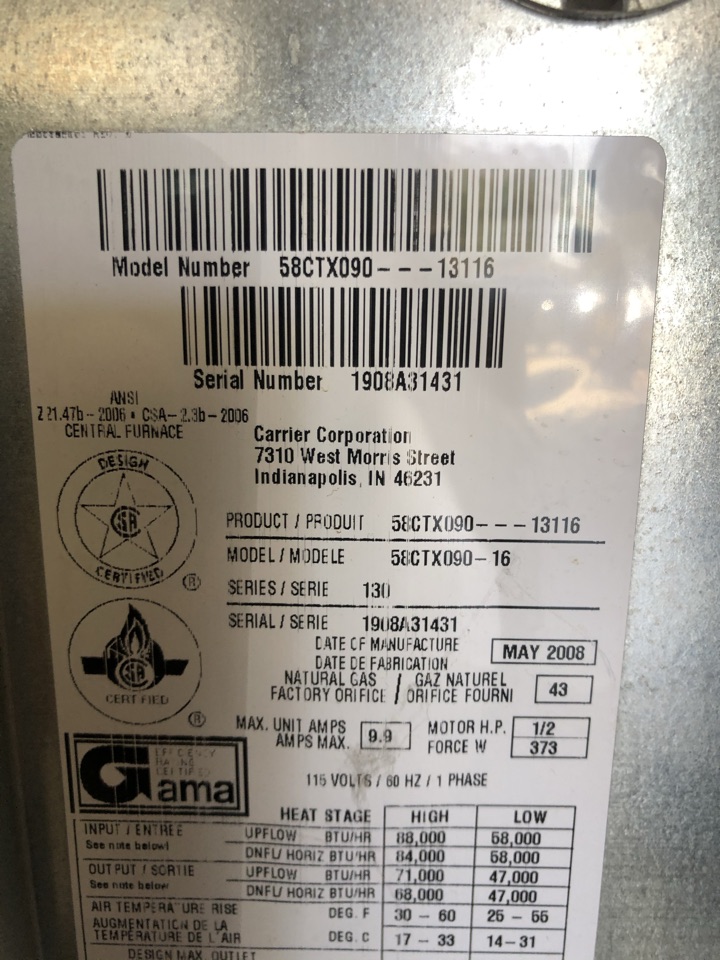 Model Number 58CTX090---13116
Serial Number 1908A31431
ANSI
Z21.47b-2006 • CSA-2.3b-2006
CENTRAL FURNACE
Carrier Corporation
7310 West Morris Street
Indianapolis, IN 46231
DESIGN
CERTIFIED
®
PRODUCT / PRODUIT 58CTX090---13116
MODEL / MODELE 58CTX090-16
SERIES / SERIE 130
SERIAL / SERIE 1908A31431
DATE OF MANUFACTURE
DATE DE FABRICATION
MAY 2008
NATURAL GAS / GAZ NATUREL
FACTORY ORIFICE / ORIFICE FOURNI
43
CERTIFIED
®
MAX. UNIT AMPS
AMPS MAX.
9.9
MOTOR H.P. 1/2
FORCE W 373
EFFICIENCY
RATING
CERTIFIED
Gama
115 VOLTS / 60 HZ / 1 PHASE
HEAT STAGE HIGH LOW
INPUT / ENTREE UPFLOW BTU/HR 88,000 58,000
See note below! DNFL/HORIZ BTU/HR 84,000 58,000
OUTPUT / SORTIE UPFLOW BTU/HR 71,000 47,000
See note below DNFL/HORIZ BTU/HR 68,000 47,000
AIR TEMPERATURE RISE DEG. F 30 - 60 25 - 55
AUGMENTATION DE LA
TEMPERATURE DE L'AIR DEG. C 17 - 33 14-31
DESIGN MAX. OUTLET